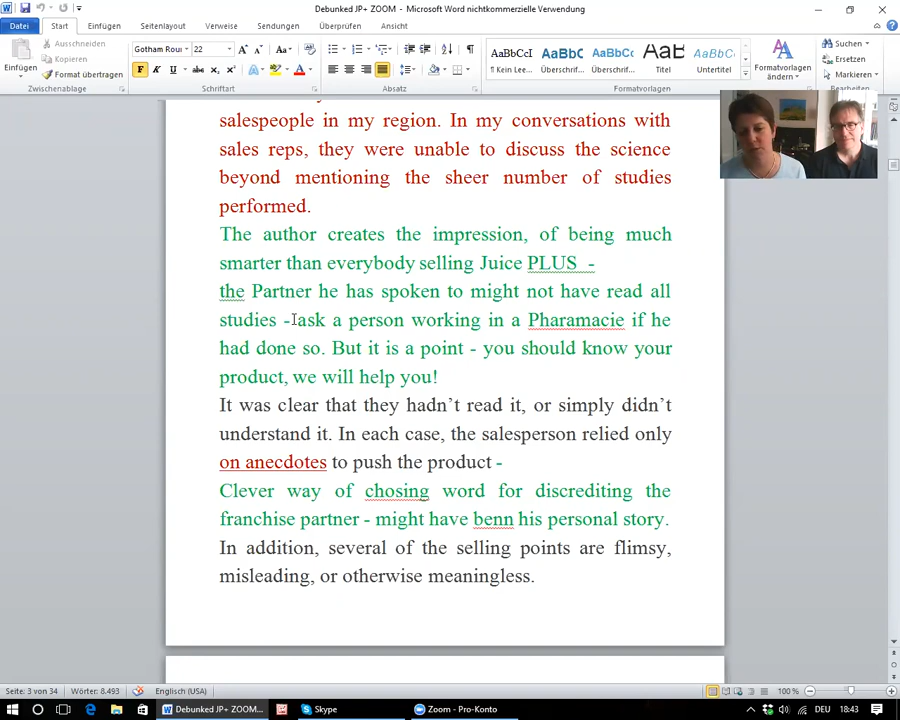 Debunked JP+ ZOOM - Microsoft Word nichtkommerzielle Verwendung
Datei Start Einfügen Seitenlayout Verweise Sendungen Überprüfen Ansicht
Einfügen
Ausschneiden
Kopieren
Format übertragen
Zwischenablage
Gotham Roun 22
F K U abc x₂ x²
Schriftart
Absatz
AaBbCcI AaBbC AaBbCc AaB AaBbCc
¶ Kein Lee... Überschrif... Überschrif... Titel Untertitel
Formatvorlagen
Formatvorlagen ändern
Suchen
Ersetzen
Markieren
Bearbeiten
salespeople in my region. In my conversations with
sales reps, they were unable to discuss the science
beyond mentioning the sheer number of studies
performed.
The author creates the impression, of being much
smarter than everybody selling Juice PLUS -
the Partner he has spoken to might not have read all
studies - ask a person working in a Pharamacie if he
had done so. But it is a point - you should know your
product, we will help you!
It was clear that they hadn't read it, or simply didn't
understand it. In each case, the salesperson relied only
on anecdotes to push the product -
Clever way of chosing word for discrediting the
franchise partner - might have benn his personal story.
In addition, several of the selling points are flimsy,
misleading, or otherwise meaningless.
Seite: 3 von 34 Wörter: 8.493 Englisch (USA) 100 %
Debunked JP+ ZOOM... Skype Zoom - Pro-Konto DEU 18:43